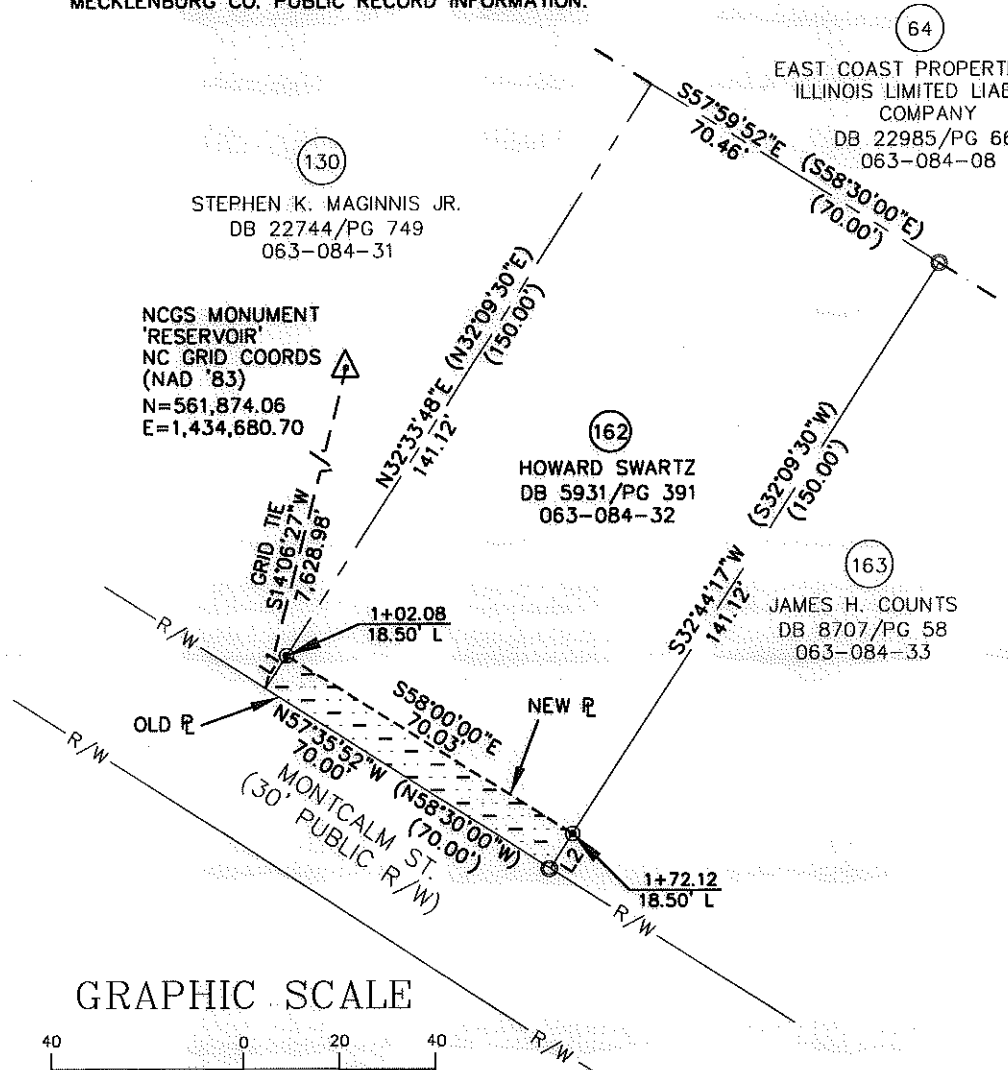 MECKLENBURG CO. PUBLIC RECORD INFORMATION.
64
EAST COAST PROPERT
ILLINOIS LIMITED LIAB
COMPANY
DB 22985/PG 66
063-084-08
S57°59'52"E (S58°30'00"E)
70.46' (70.00')
130
STEPHEN K. MAGINNIS JR.
DB 22744/PG 749
063-084-31
NCGS MONUMENT
'RESERVOIR'
NC GRID COORDS
(NAD '83)
N=561,874.06
E=1,434,680.70
N32°33'48"E (N32°09'30"E)
141.12' (150.00')
162
HOWARD SWARTZ
DB 5931/PG 391
063-084-32
S32°44'17"W (S32°09'30"W)
141.12' (150.00')
163
JAMES H. COUNTS
DB 8707/PG 58
063-084-33
GRID TIE
S14°06'27"W
7,628.98'
R/W
L1
1+02.08
18.50' L
OLD PL
S58°00'00"E
70.03'
NEW PL
N57°35'52"W (N58°30'00"W)
70.00' (70.00')
MONTCALM ST.
(30' PUBLIC R/W)
L2
1+72.12
18.50' L
R/W
R/W
R/W
GRAPHIC SCALE
40 0 20 40